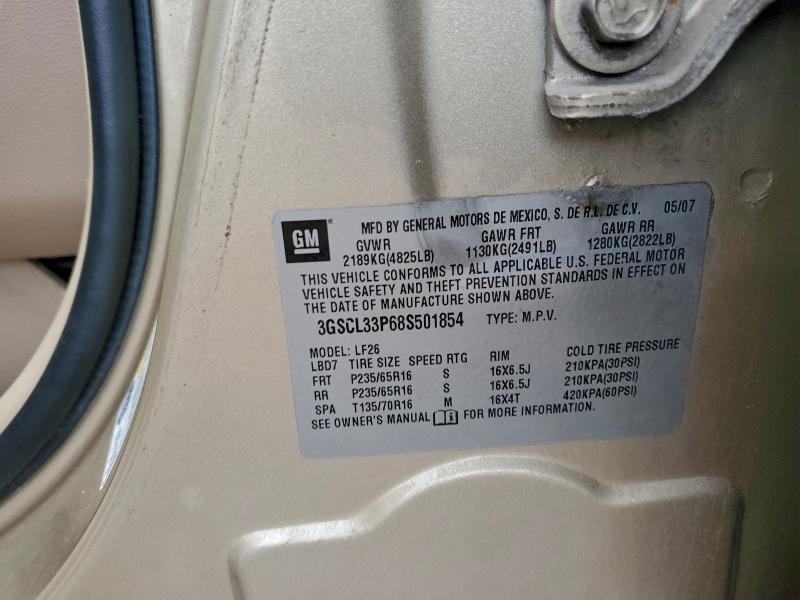 GM ®
MFD BY GENERAL MOTORS DE MEXICO, S. DE R.L. DE C.V. 05/07
GVWR GAWR FRT GAWR RR
2189KG(4825LB) 1130KG(2491LB) 1280KG(2822LB)
THIS VEHICLE CONFORMS TO ALL APPLICABLE U.S. FEDERAL MOTOR
VEHICLE SAFETY AND THEFT PREVENTION STANDARDS IN EFFECT ON
THE DATE OF MANUFACTURE SHOWN ABOVE.
3GSCL33P68S501854 TYPE: M.P.V.
MODEL: LF26
LBD7 TIRE SIZE SPEED RTG RIM COLD TIRE PRESSURE
FRT P235/65R16 S 16X6.5J 210KPA(30PSI)
RR P235/65R16 S 16X6.5J 210KPA(30PSI)
SPA T135/70R16 M 16X4T 420KPA(60PSI)
SEE OWNER'S MANUAL FOR MORE INFORMATION.